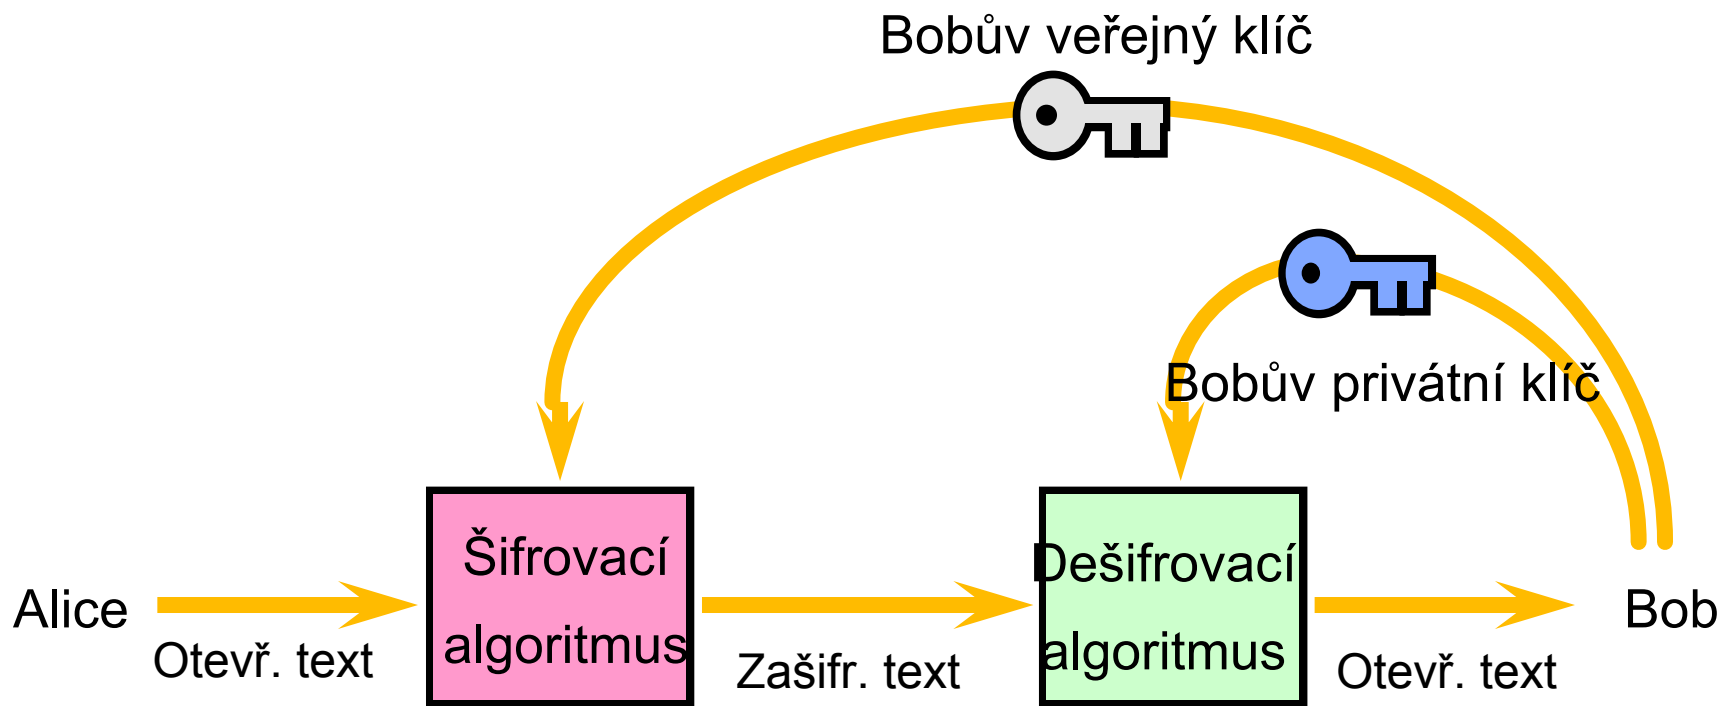 Bobův veřejný klíč
Bobův privátní klíč
Šifrovací
algoritmus
Dešifrovací
algoritmus
Alice
Bob
Otevř. text
Zašifr. text
Otevř. text